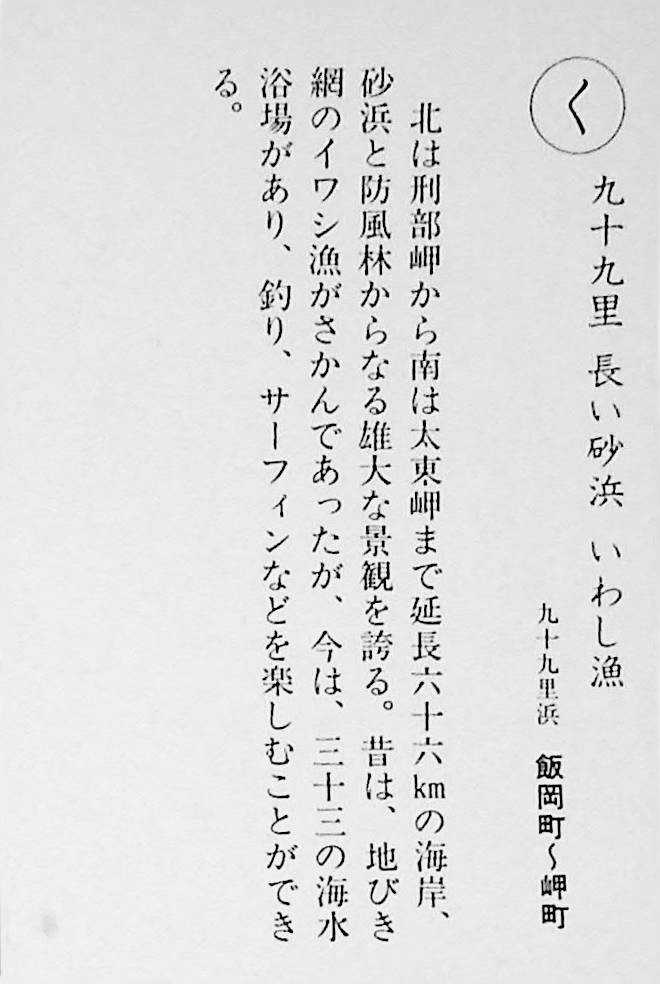 く
九十九里 長い砂浜 いわし漁
九十九里浜 飯岡町〜岬町
北は刑部岬から南は太東岬まで延長六十六kmの海岸、
砂浜と防風林からなる雄大な景観を誇る。昔は、地びき
網のイワシ漁がさかんであったが、今は、三十三の海水
浴場があり、釣り、サーフィンなどを楽しむことができ
る。